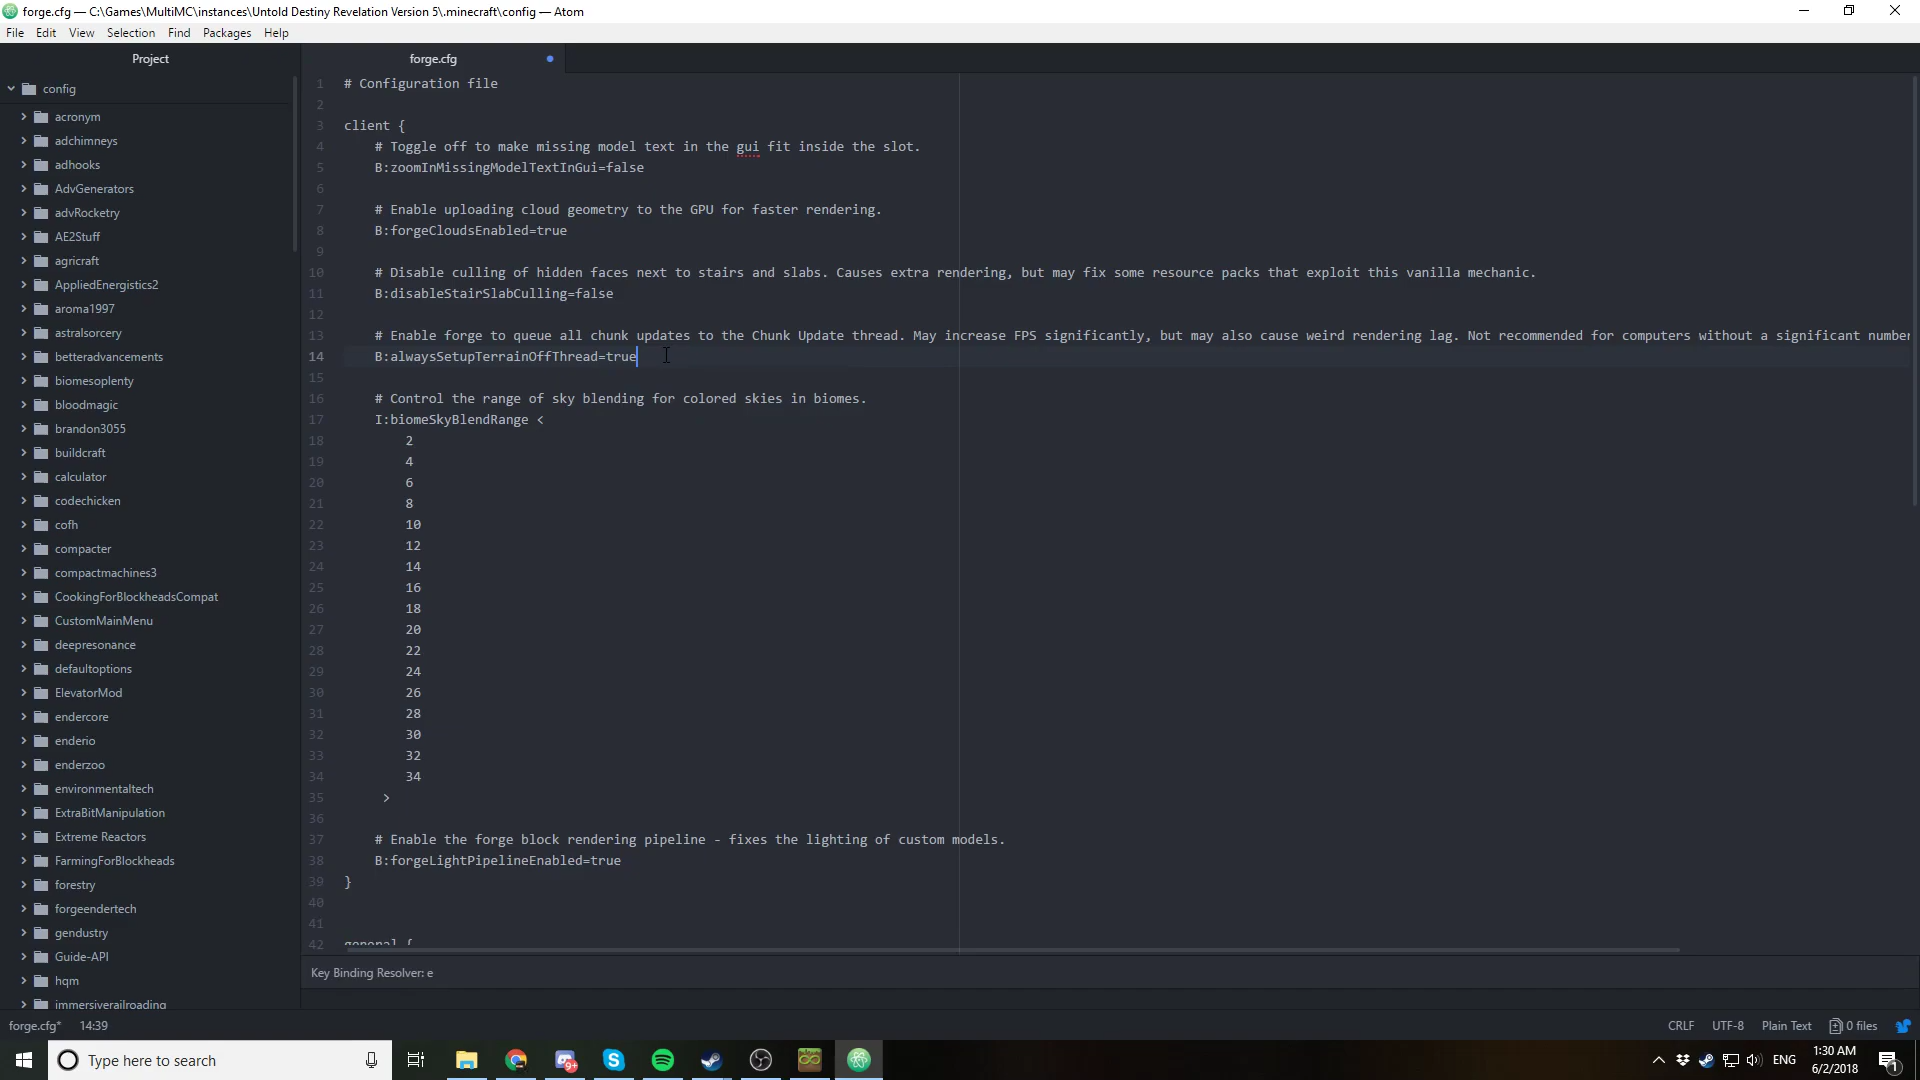 forge.cfg — C:\Games\MultiMC\instances\Untold Destiny Revelation Version 5\.minecraft\config — Atom
File Edit View Selection Find Packages Help
Project
config
acronym
adchimneys
adhooks
AdvGenerators
advRocketry
AE2Stuff
agricraft
AppliedEnergistics2
aroma1997
astralsorcery
betteradvancements
biomesoplenty
bloodmagic
brandon3055
buildcraft
calculator
codechicken
cofh
compacter
compactmachines3
CookingForBlockheadsCompat
CustomMainMenu
deepresonance
defaultoptions
ElevatorMod
endercore
enderio
enderzoo
environmentaltech
ExtraBitManipulation
Extreme Reactors
FarmingForBlockheads
forestry
forgeendertech
gendustry
Guide-API
hqm
immersiverailroading
forge.cfg
1 # Configuration file
2
3 client {
4 # Toggle off to make missing model text in the gui fit inside the slot.
5 B:zoomInMissingModelTextInGui=false
6
7 # Enable uploading cloud geometry to the GPU for faster rendering.
8 B:forgeCloudsEnabled=true
9
10 # Disable culling of hidden faces next to stairs and slabs. Causes extra rendering, but may fix some resource packs that exploit this vanilla mechanic.
11 B:disableStairSlabCulling=false
12
13 # Enable forge to queue all chunk updates to the Chunk Update thread. May increase FPS significantly, but may also cause weird rendering lag. Not recommended for computers without a significant number
14 B:alwaysSetupTerrainOffThread=true
15
16 # Control the range of sky blending for colored skies in biomes.
17 I:biomeSkyBlendRange <
18 2
19 4
20 6
21 8
22 10
23 12
24 14
25 16
26 18
27 20
28 22
29 24
30 26
31 28
32 30
33 32
34 34
35 >
36
37 # Enable the forge block rendering pipeline - fixes the lighting of custom models.
38 B:forgeLightPipelineEnabled=true
39 }
40
41
42 general {
Key Binding Resolver: e
forge.cfg* 14:39 CRLF UTF-8 Plain Text 0 files
Type here to search
9+
ENG
1:30 AM
6/2/2018
1